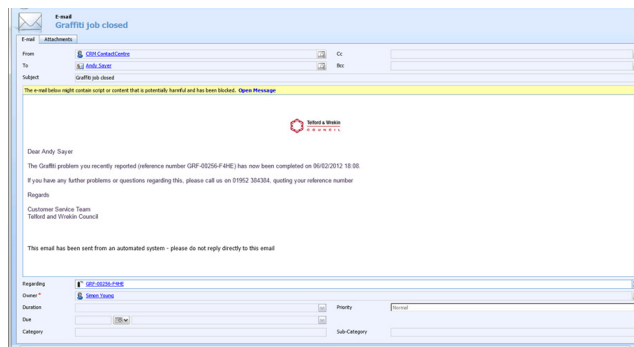 E-mail
Graffiti job closed
E-mail Attachments
From CRM ContactCentre Cc
To Andy Sayer Bcc
Subject Graffiti job closed
The e-mail below might contain script or content that is potentially harmful and has been blocked. Open Message
Telford & Wrekin
COUNCIL
Dear Andy Sayer
The Graffiti problem you recently reported (reference number GRF-00256-F4HE) has now been completed on 06/02/2012 18:08.
If you have any further problems or questions regarding this, please call us on 01952 384384, quoting your reference number
Regards
Customer Service Team
Telford and Wrekin Council
This email has been sent from an automated system - please do not reply directly to this email
Regarding GRF-00256-F4HE
Owner * Simon Young
Duration Priority Normal
Due
Category Sub-Category